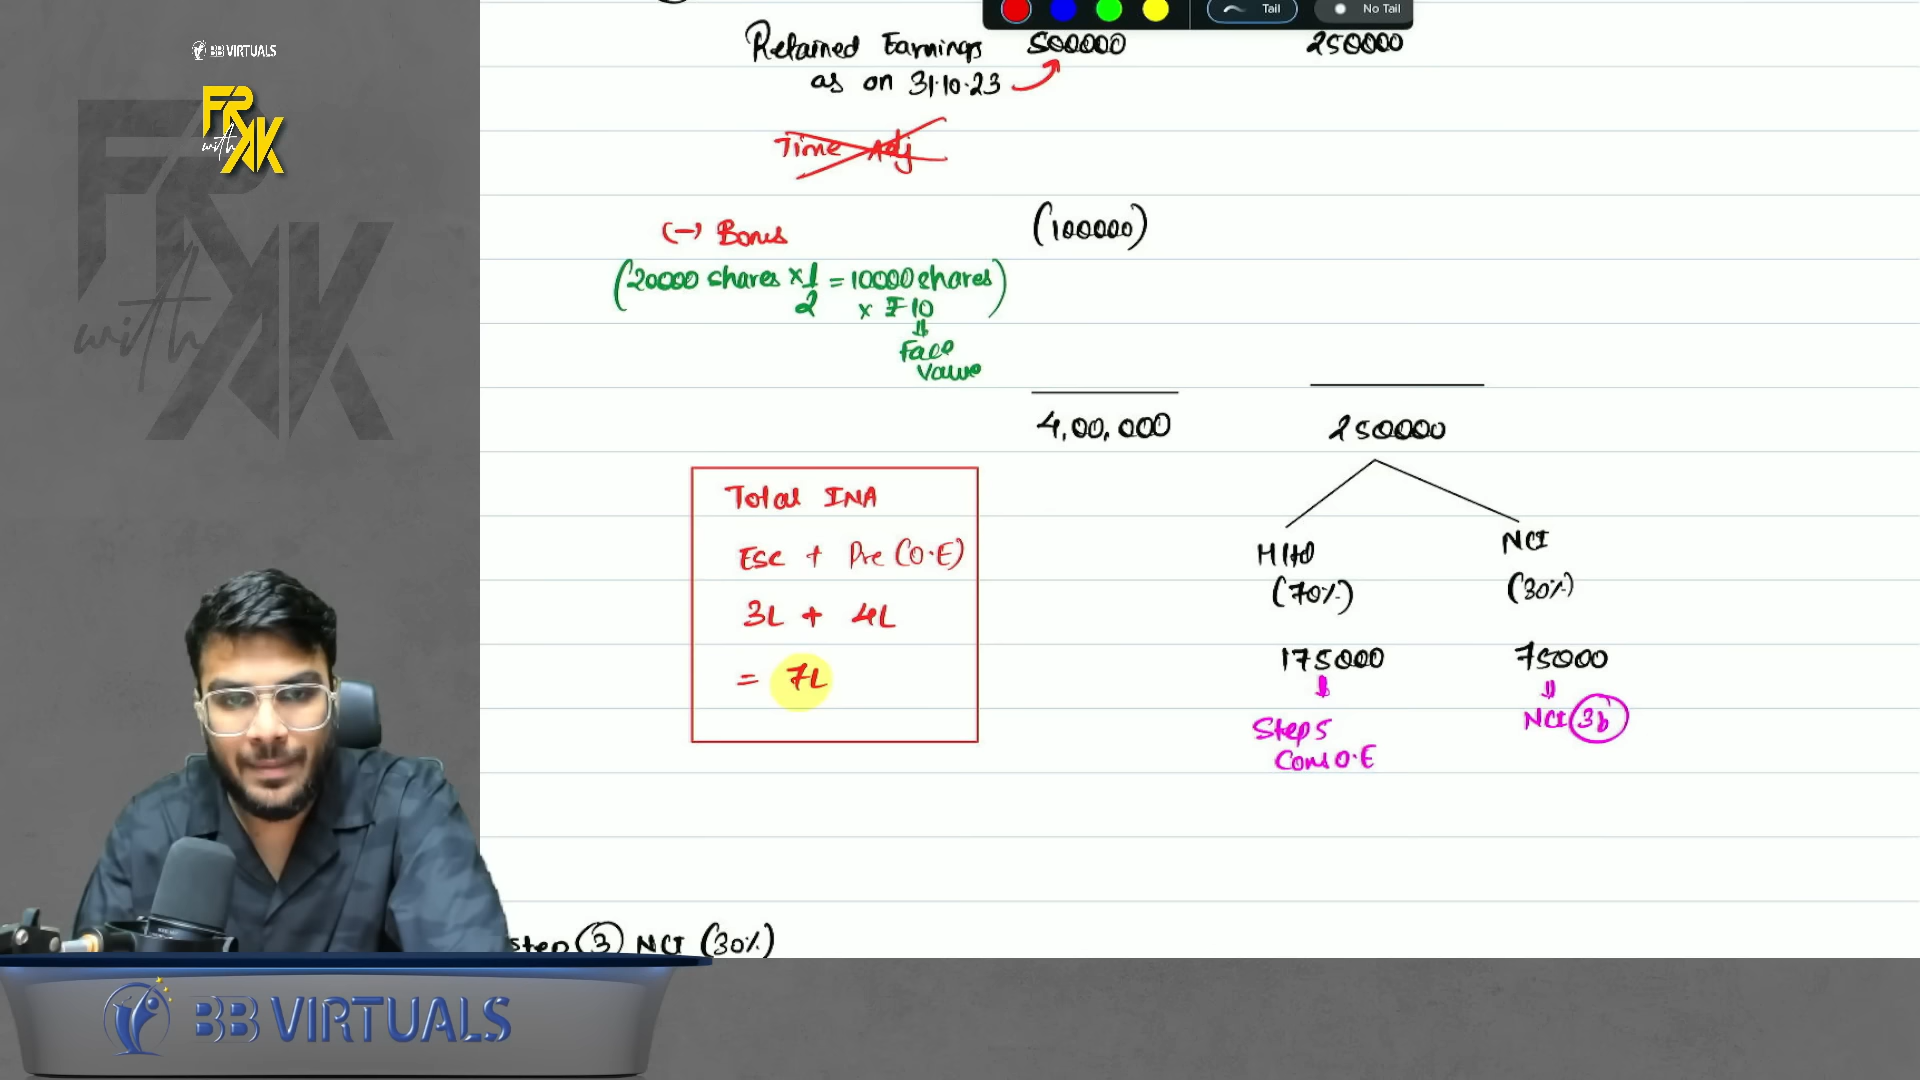 BB VIRTUALS
FR
with
AK
FR
with
AK
Tail
No Tail
Retained Earnings 500000 250000
as on 31.10.23
Time Adj
(-) Bonus (100000)
(20000 shares × 1/2 = 10000 shares)
× ₹10
Face
Value
4,00,000 250000
Total INA
Esc + Pre (O.E)
3L + 4L
= 7L
H ltd NCI
(70%) (30%)
175000 75000
Step 5 NCI 3b
Cons O.E
Step 3 NCI (30%)
BB VIRTUALS